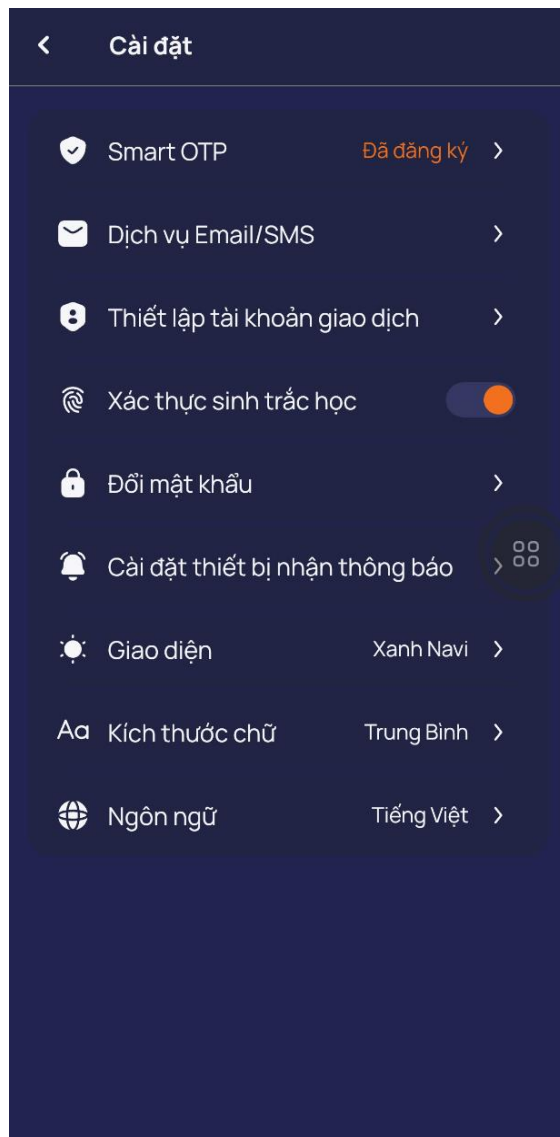 Cài đặt
Smart OTP Đã đăng ký
Dịch vụ Email/SMS
Thiết lập tài khoản giao dịch
Xác thực sinh trắc học
Đổi mật khẩu
Cài đặt thiết bị nhận thông báo
Giao diện Xanh Navi
Aa Kích thước chữ Trung Bình
Ngôn ngữ Tiếng Việt